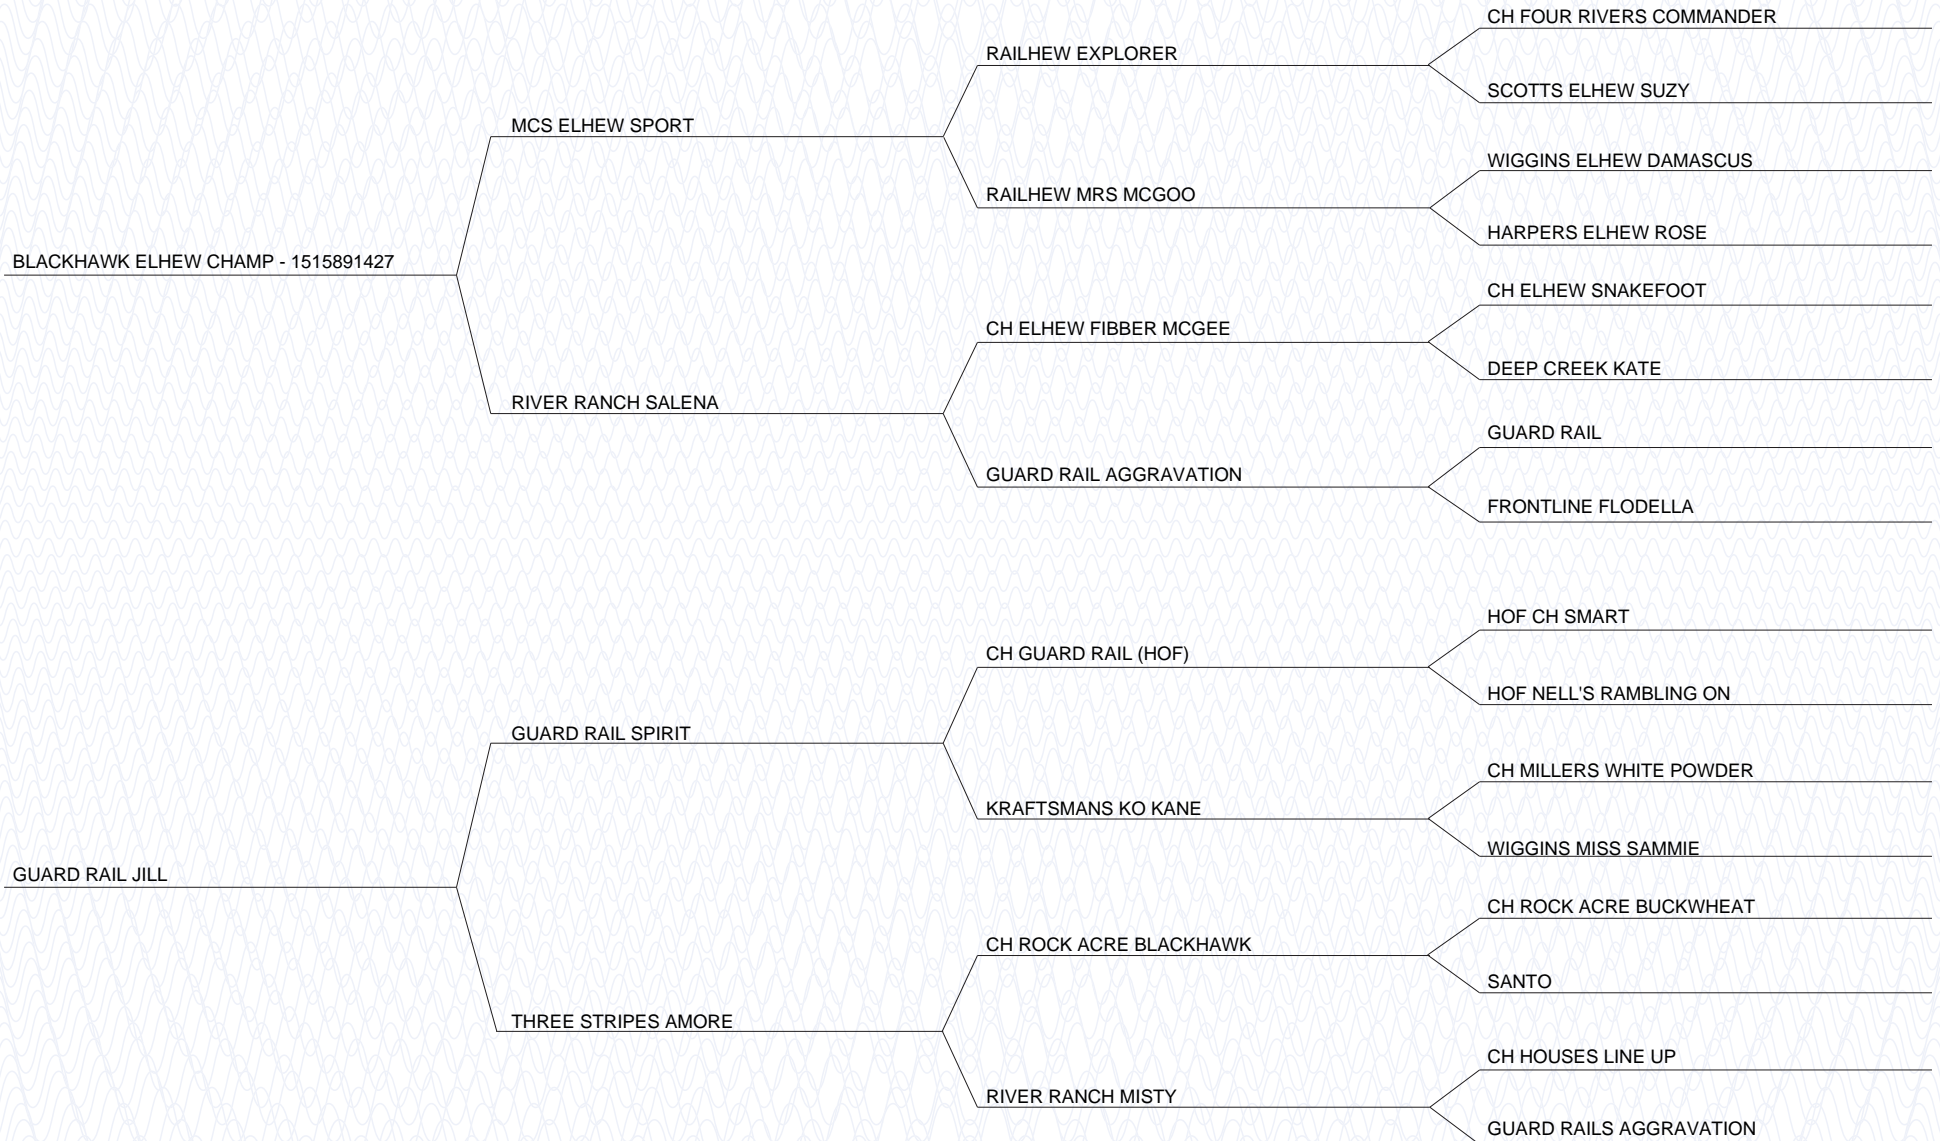 CH FOUR RIVERS COMMANDER
RAILHEW EXPLORER
SCOTTS ELHEW SUZY
MCS ELHEW SPORT
WIGGINS ELHEW DAMASCUS
RAILHEW MRS MCGOO
HARPERS ELHEW ROSE
BLACKHAWK ELHEW CHAMP - 1515891427
CH ELHEW SNAKEFOOT
CH ELHEW FIBBER MCGEE
DEEP CREEK KATE
RIVER RANCH SALENA
GUARD RAIL
GUARD RAIL AGGRAVATION
FRONTLINE FLODELLA
HOF CH SMART
CH GUARD RAIL (HOF)
HOF NELL'S RAMBLING ON
GUARD RAIL SPIRIT
CH MILLERS WHITE POWDER
KRAFTSMANS KO KANE
WIGGINS MISS SAMMIE
GUARD RAIL JILL
CH ROCK ACRE BUCKWHEAT
CH ROCK ACRE BLACKHAWK
SANTO
THREE STRIPES AMORE
CH HOUSES LINE UP
RIVER RANCH MISTY
GUARD RAILS AGGRAVATION